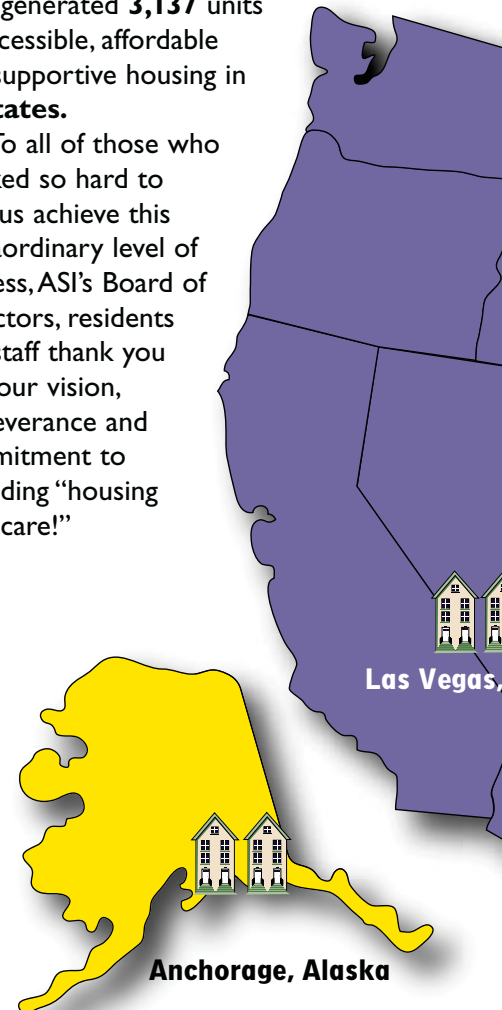 generated 3,137 units
cessible, affordable
supportive housing in
tates.
To all of those who
ked so hard to
us achieve this
aordinary level of
ess, ASI’s Board of
ctors, residents
staff thank you
our vision,
everance and
mitment to
ding “housing
care!”
Las Vegas,
Anchorage, Alaska